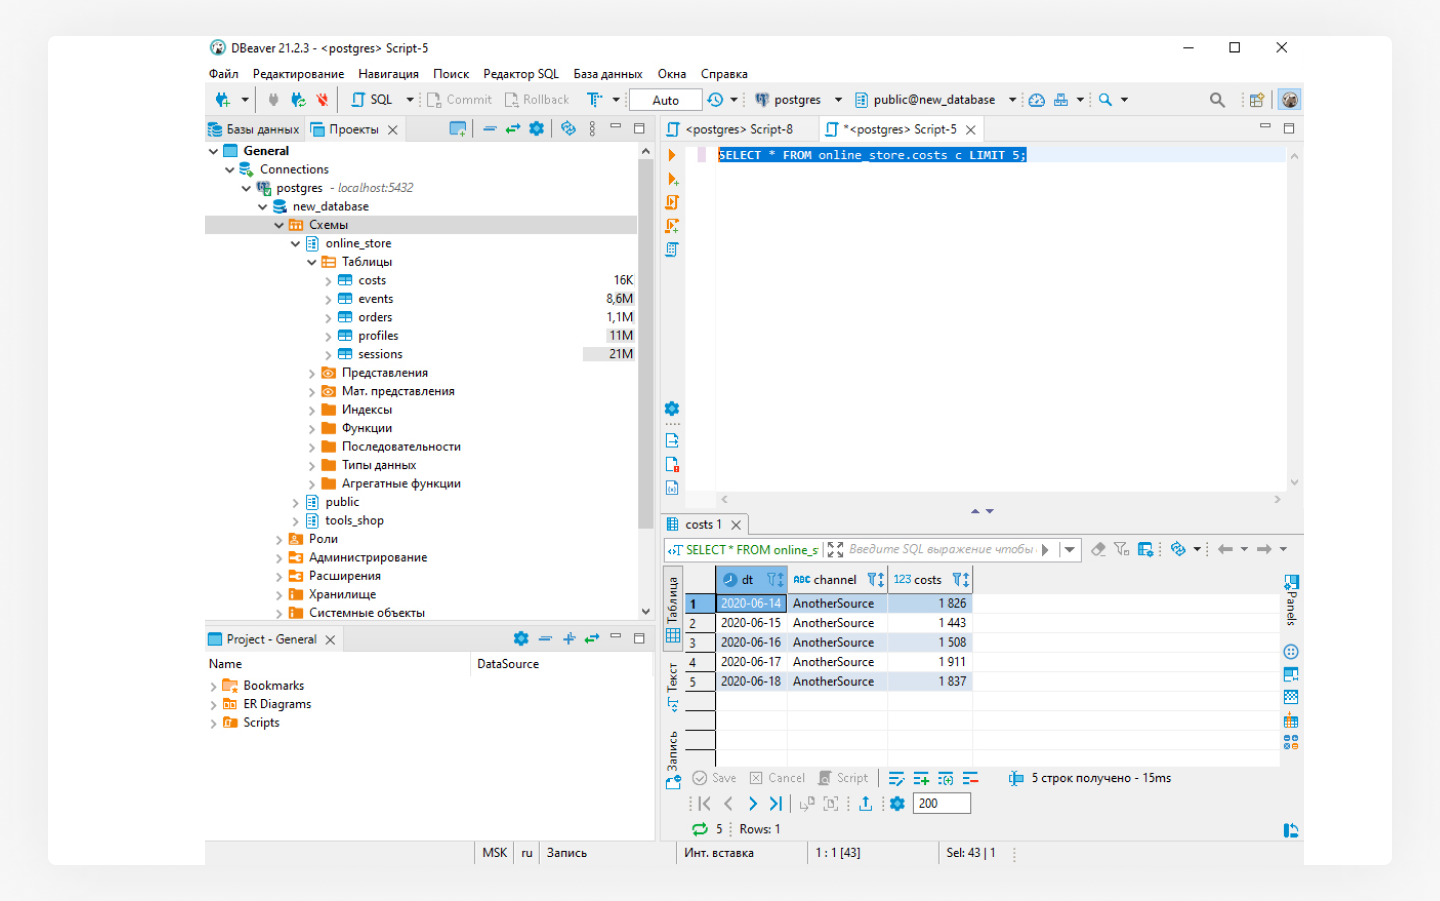 DBeaver 21.2.3 - <postgres> Script-5
Файл Редактирование Навигация Поиск Редактор SQL База данных Окна Справка
SQL Commit Rollback Auto postgres public@new_database
Базы данных Проекты
General
Connections
postgres - localhost:5432
new_database
Схемы
online_store
Таблицы
costs 16K
events 8,6M
orders 1,1M
profiles 11M
sessions 21M
Представления
Мат. представления
Индексы
Функции
Последовательности
Типы данных
Агрегатные функции
public
tools_shop
Роли
Администрирование
Расширения
Хранилище
Системные объекты
Project - General
Name DataSource
Bookmarks
ER Diagrams
Scripts
<postgres> Script-8 *<postgres> Script-5
SELECT * FROM online_store.costs c LIMIT 5;
costs 1
SELECT * FROM online_s Введите SQL выражение чтобы
Таблица
Текст
Запись
dt ABC channel 123 costs
1 2020-06-14 AnotherSource 1 826
2 2020-06-15 AnotherSource 1 443
3 2020-06-16 AnotherSource 1 508
4 2020-06-17 AnotherSource 1 911
5 2020-06-18 AnotherSource 1 837
Panels
Save Cancel Script 5 строк получено - 15ms
200
5 Rows: 1
MSK ru Запись Инт. вставка 1 : 1 [43] Sel: 43 | 1